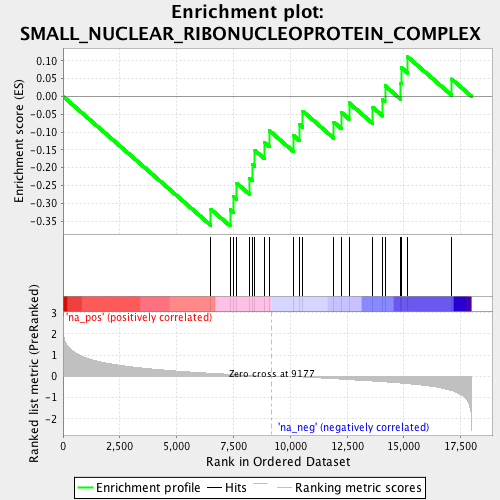 Enrichment plot:
SMALL_NUCLEAR_RIBONUCLEOPROTEIN_COMPLEX
Enrichment score (ES)
0.10
0.05
0.00
-0.05
-0.10
-0.15
-0.20
-0.25
-0.30
-0.35
'na_pos' (positively correlated)
Ranked list metric (PreRanked)
3
2
1
0
-1
-2
Zero cross at 9177
'na_neg' (negatively correlated)
0
2,500
5,000
7,500
10,000
12,500
15,000
17,500
Rank in Ordered Dataset
Enrichment profile
Hits
Ranking metric scores